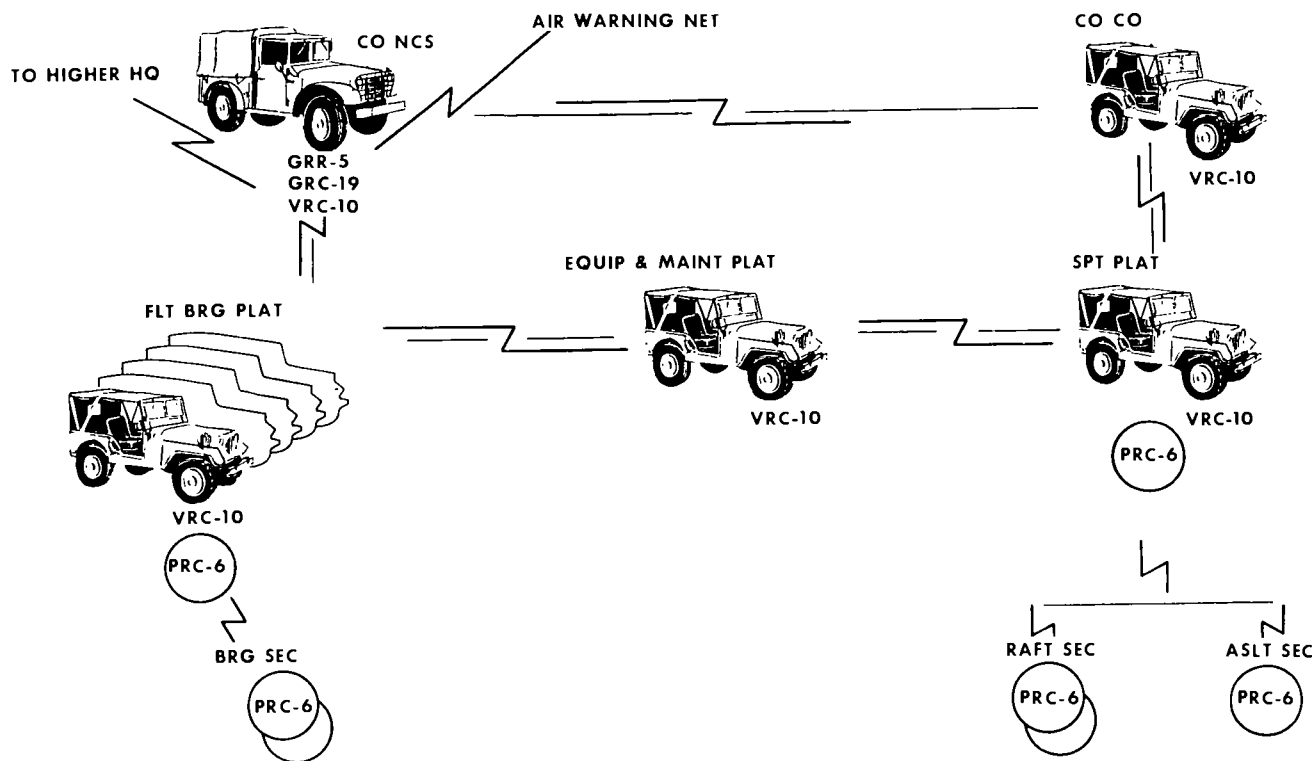 AIR WARNING NET
CO CO
CO NCS
TO HIGHER HQ
GRR-5
GRC-19
VRC-10
VRC-10
EQUIP & MAINT PLAT
SPT PLAT
FLT BRG PLAT
VRC-10
VRC-10
PRC-6
VRC-10
PRC-6
BRG SEC
RAFT SEC
ASLT SEC
PRC-6
PRC-6
PRC-6